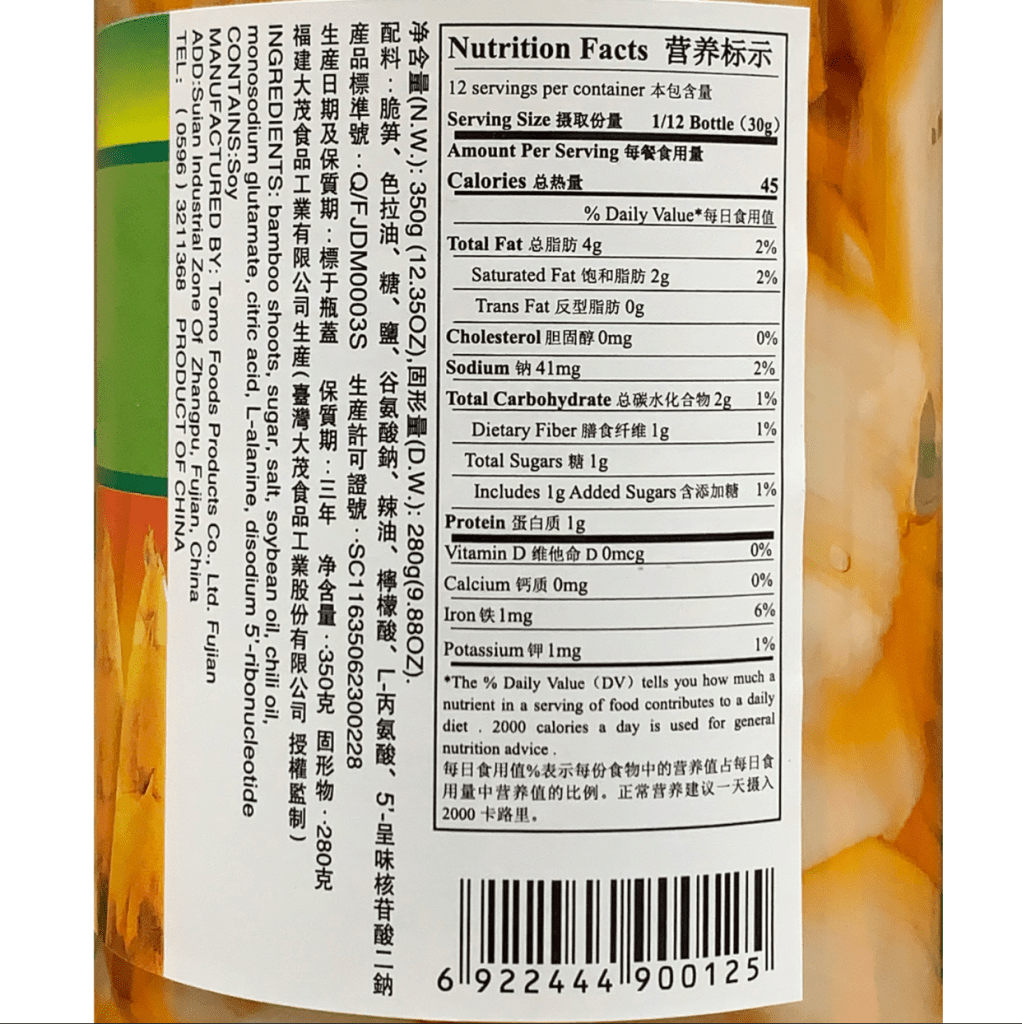 Nutrition Facts 营养标示
12 servings per container 本包含量
Serving Size 摄取份量 1/12 Bottle（30g）
Amount Per Serving 每餐食用量
Calories 总热量 45
% Daily Value*每日食用值
Total Fat 总脂肪 4g 2%
Saturated Fat 饱和脂肪 2g 2%
Trans Fat 反型脂肪 0g
Cholesterol 胆固醇 0mg 0%
Sodium 钠 41mg 2%
Total Carbohydrate 总碳水化合物 2g 1%
Dietary Fiber 膳食纤维 1g 1%
Total Sugars 糖 1g
Includes 1g Added Sugars 含添加糖 1%
Protein 蛋白质 1g
Vitamin D 维他命 D 0mcg 0%
Calcium 钙质 0mg 0%
Iron 铁 1mg 6%
Potassium 钾 1mg 1%
*The % Daily Value（DV）tells you how much a
nutrient in a serving of food contributes to a daily
diet . 2000 calories a day is used for general
nutrition advice .
每日食用值%表示每份食物中的营养值占每日食
用量中营养值的比例。正常营养建议一天摄入
2000 卡路里。
6 922444 900125
净含量(N.W.): 350g (12.35OZ),固形量(D.W.): 280g(9.88OZ).
配料：脆笋、色拉油、糖、鹽、谷氨酸鈉、辣油、檸檬酸、L-丙氨酸、5'-呈味核苷酸二鈉
産品標準號：Q/FJDM0003S 生産許可證號：SC11635062300228
生産日期及保質期：標于瓶蓋 保質期：三年 净含量：350克 固形物：280克
福建大茂食品工業有限公司生産(臺灣大茂食品工業股份有限公司 授權監制)
INGREDIENTS: bamboo shoots, sugar, salt, soybean oil, chili oil,
monosodium glutamate, citric acid, L-alanine, disodium 5'-ribonucleotide
CONTAINS:Soy
MANUFACTURED BY: Tomo Foods Products Co., Ltd. Fujian
ADD:Suian Industrial Zone Of Zhangpu, Fujian, China
TEL: ( 0596 ) 3211368 PRODUCT OF CHINA